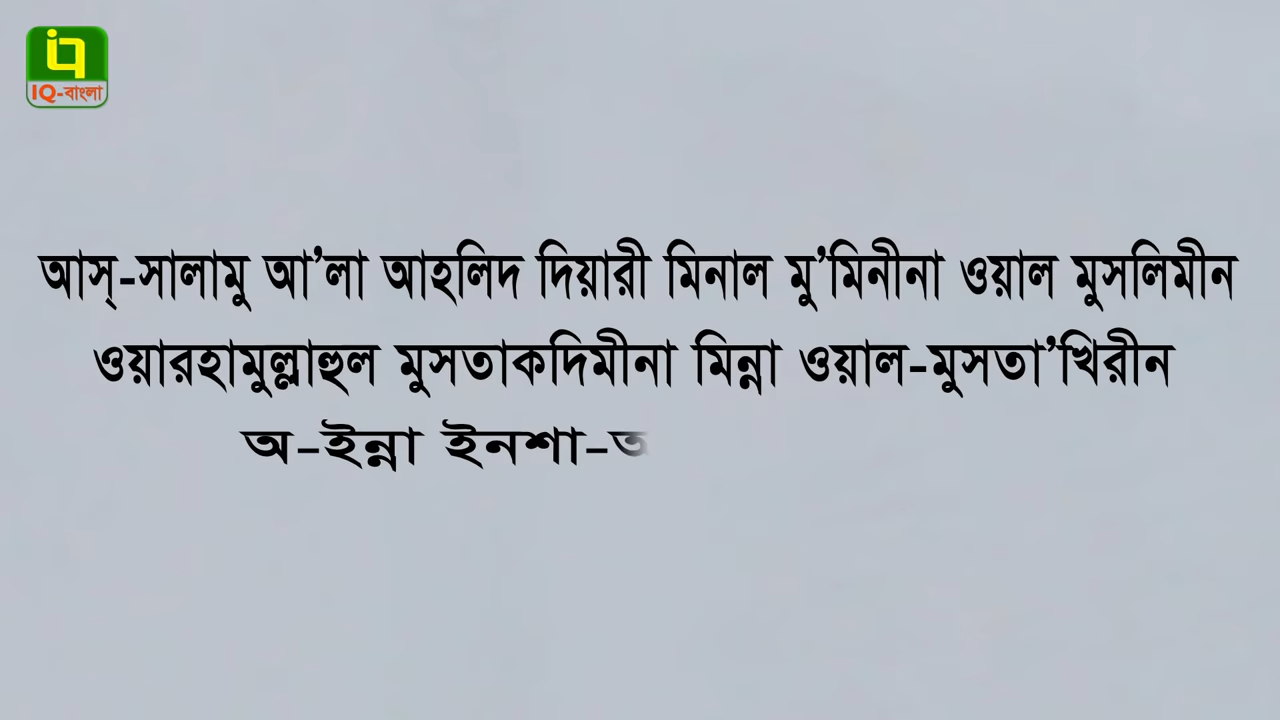 IQ-বাংলা
আস্-সালামু আ’লা আহলিদ দিয়ারী মিনাল মু’মিনীনা ওয়াল মুসলিমীন
ওয়ারহামুল্লাহুল মুসতাকদিমীনা মিন্না ওয়াল-মুসতা’খিরীন
অ-ইন্না ইনশা-